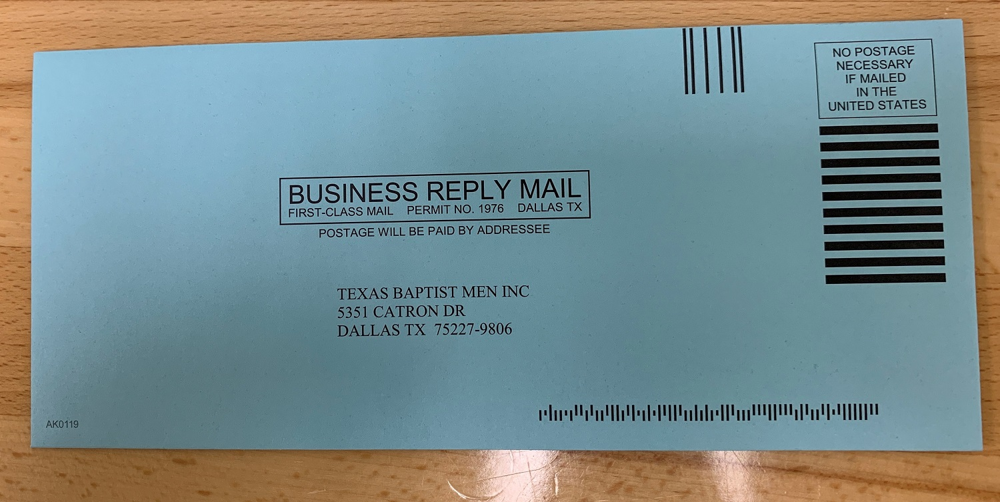 NO POSTAGE
NECESSARY
IF MAILED
IN THE
UNITED STATES
BUSINESS REPLY MAIL
FIRST-CLASS MAIL PERMIT NO. 1976 DALLAS TX
POSTAGE WILL BE PAID BY ADDRESSEE
TEXAS BAPTIST MEN INC
5351 CATRON DR
DALLAS TX 75227-9806
AK0119